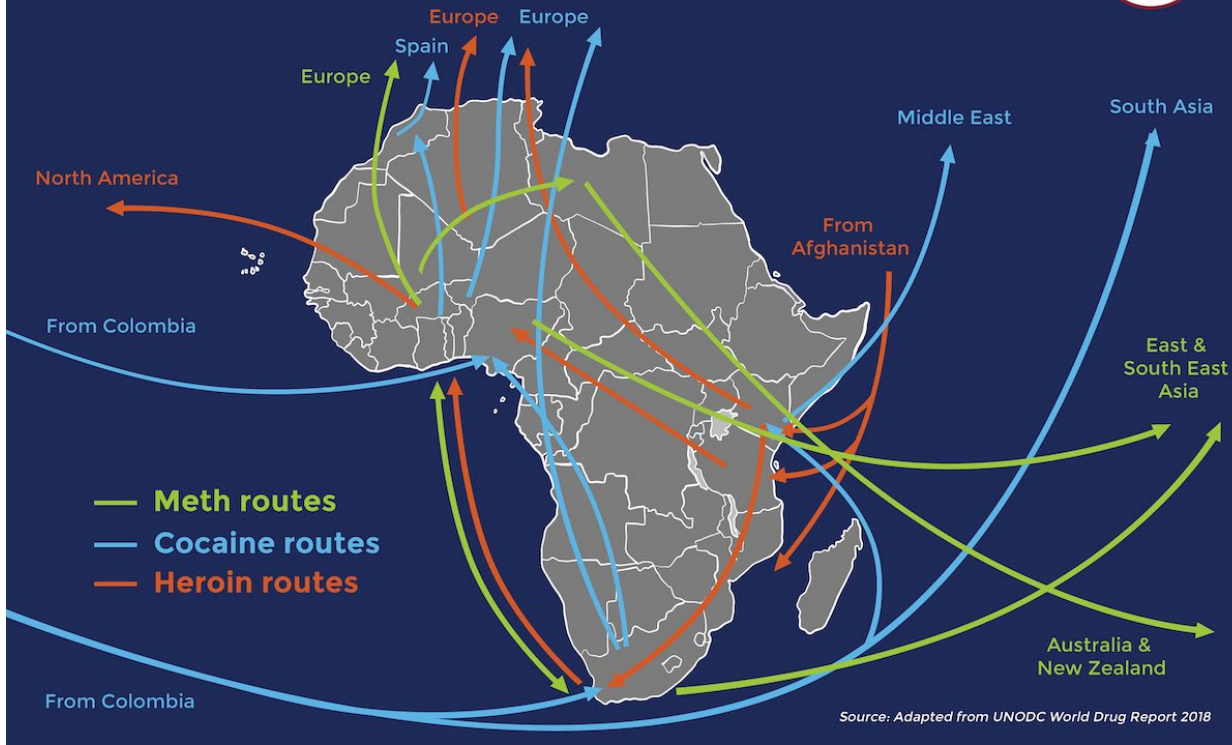 Europe
Europe
Spain
Europe
Middle East
South Asia
North America
From
Afghanistan
From Colombia
East &
South East
Asia
Meth routes
Cocaine routes
Heroin routes
Australia &
New Zealand
From Colombia
Source: Adapted from UNODC World Drug Report 2018